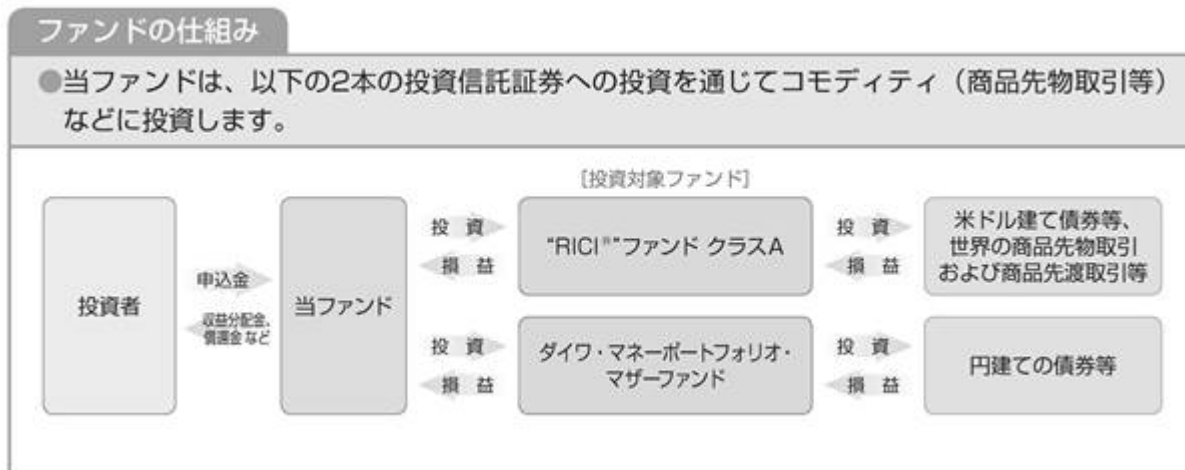 ファンドの仕組み
●当ファンドは、以下の2本の投資信託証券への投資を通じてコモディティ（商品先物取引等）
などに投資します。
［投資対象ファンド］
投資者
申込金
収益分配金、
償還金 など
当ファンド
投 資
損 益
“RICI®”ファンド クラスA
投 資
損 益
米ドル建て債券等、
世界の商品先物取引
および商品先渡取引等
投 資
損 益
ダイワ・マネーポートフォリオ・
マザーファンド
投 資
損 益
円建ての債券等